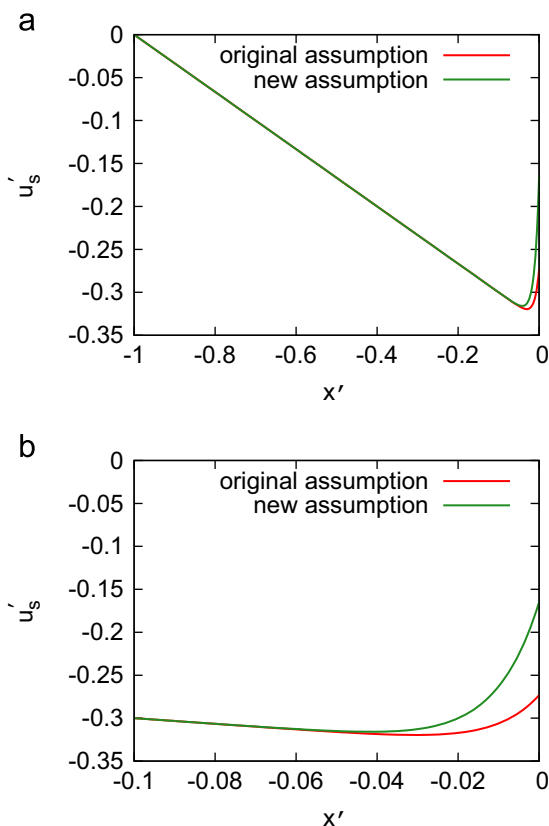 a
original assumption
new assumption
0
-0.05
-0.1
-0.15
-0.2
-0.25
-0.3
-0.35
u's
-1 -0.8 -0.6 -0.4 -0.2 0
x′
b
original assumption
new assumption
0
-0.05
-0.1
-0.15
-0.2
-0.25
-0.3
-0.35
u's
-0.1 -0.08 -0.06 -0.04 -0.02 0
x′